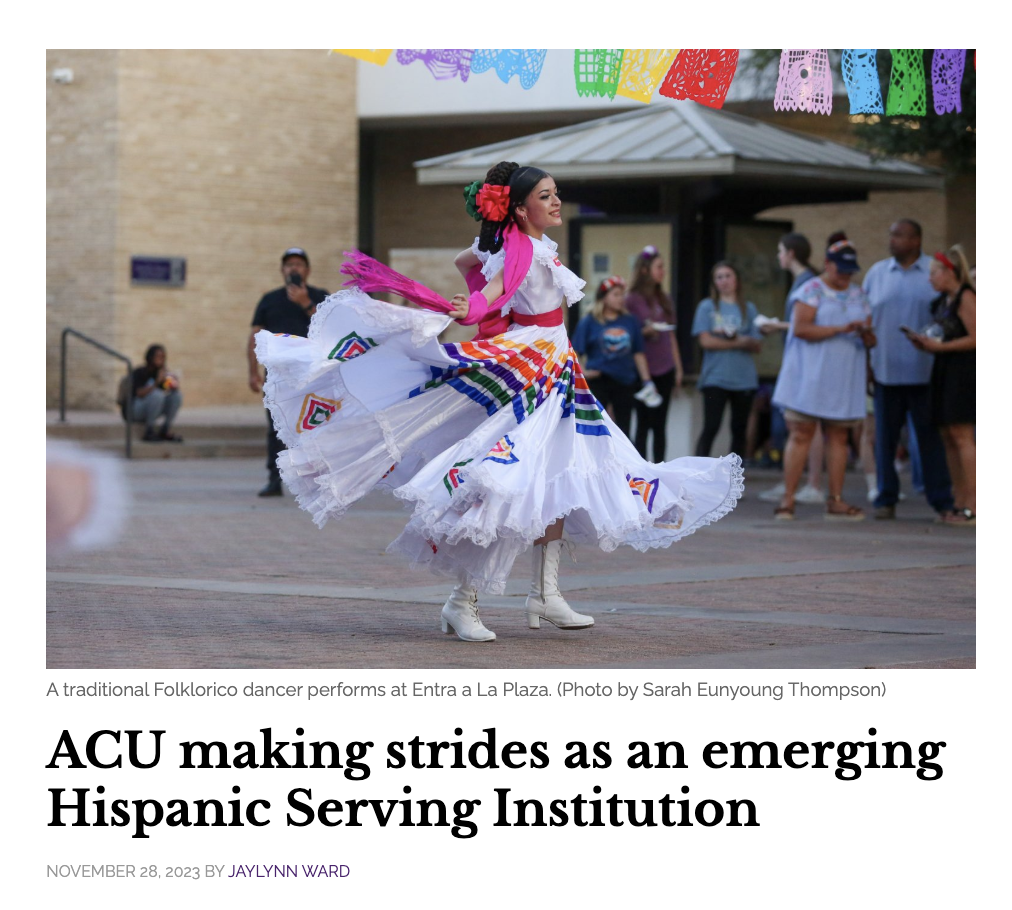 A traditional Folklorico dancer performs at Entra a La Plaza. (Photo by Sarah Eunyoung Thompson)
ACU making strides as an emerging
Hispanic Serving Institution
NOVEMBER 28, 2023 BY JAYLYNN WARD